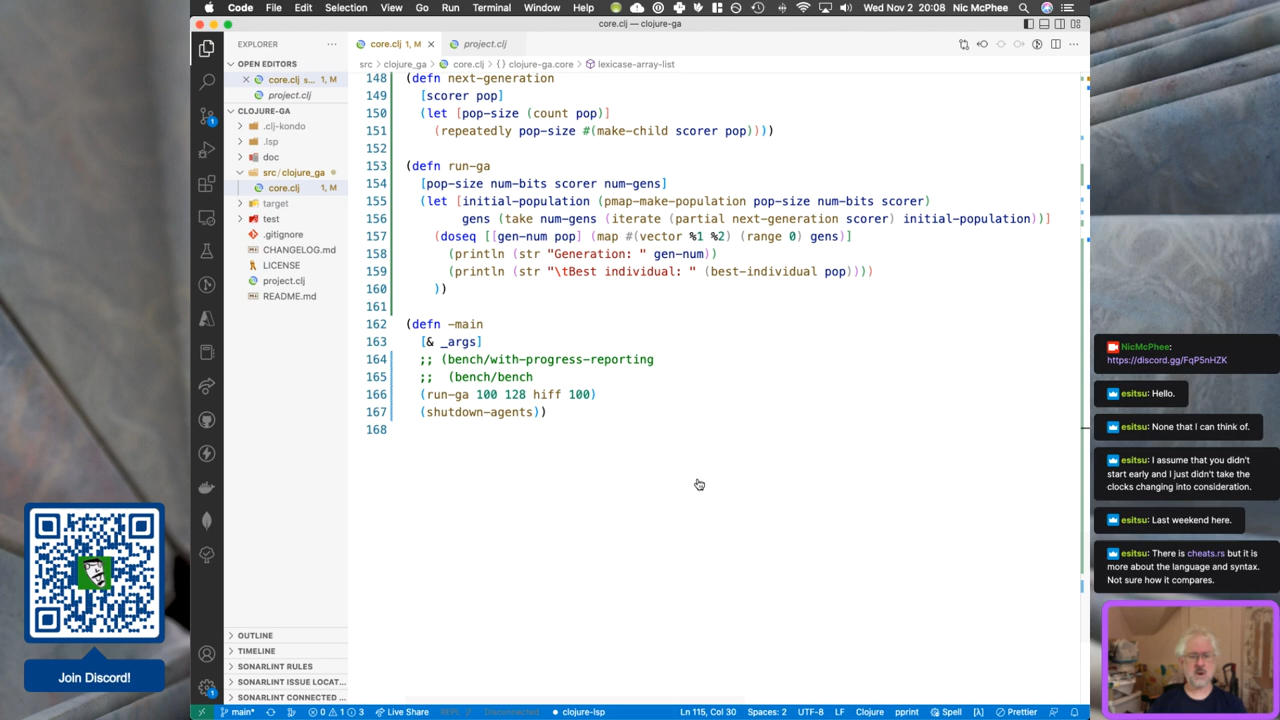 Code File Edit Selection View Go Run Terminal Window Help Wed Nov 2 20:08 Nic McPhee
core.clj — clojure-ga
EXPLORER
OPEN EDITORS
core.clj s... 1, M
project.clj
CLOJURE-GA
.clj-kondo
.lsp
doc
src/clojure_ga
core.clj 1, M
target
test
.gitignore
CHANGELOG.md
LICENSE
project.clj
README.md
OUTLINE
TIMELINE
SONARLINT RULES
SONARLINT ISSUE LOCAT...
SONARLINT CONNECTED ...
core.clj 1, M
project.clj
src > clojure_ga > core.clj > {} clojure-ga.core > lexicase-array-list
148 (defn next-generation
149 [scorer pop]
150 (let [pop-size (count pop)]
151 (repeatedly pop-size #(make-child scorer pop))))
152
153 (defn run-ga
154 [pop-size num-bits scorer num-gens]
155 (let [initial-population (pmap-make-population pop-size num-bits scorer)
156 gens (take num-gens (iterate (partial next-generation scorer) initial-population))]
157 (doseq [[gen-num pop] (map #(vector %1 %2) (range 0) gens)]
158 (println (str "Generation: " gen-num))
159 (println (str "\tBest individual: " (best-individual pop))))
160 ))
161
162 (defn -main
163 [& _args]
164 ;; (bench/with-progress-reporting
165 ;; (bench/bench
166 (run-ga 100 128 hiff 100)
167 (shutdown-agents))
168
main* 0 1 3 Live Share REPL Disconnected clojure-lsp Ln 115, Col 30 Spaces: 2 UTF-8 LF Clojure pprint Spell [λ] Prettier
Join Discord!
NicMcPhee:
https://discord.gg/FqP5nHZK
esitsu: Hello.
esitsu: None that I can think of.
esitsu: I assume that you didn't
start early and I just didn't take the
clocks changing into consideration.
esitsu: Last weekend here.
esitsu: There is cheats.rs but it is
more about the language and syntax.
Not sure how it compares.